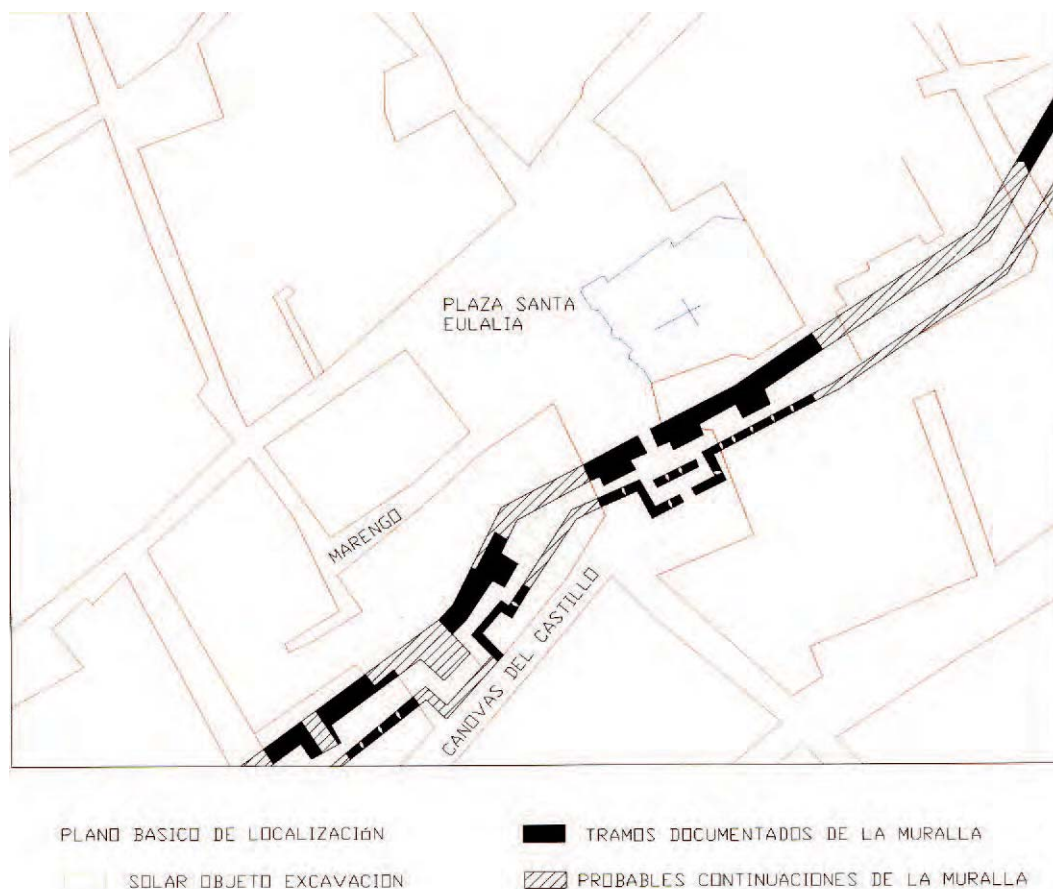 PLAZA SANTA
EULALIA
MARENGO
CANOVAS DEL CASTILLO
PLANO BASICO DE LOCALIZACIóN
TRAMOS DOCUMENTADOS DE LA MURALLA
SOLAR OBJETO EXCAVACION
PROBABLES CONTINUACIONES DE LA MURALLA